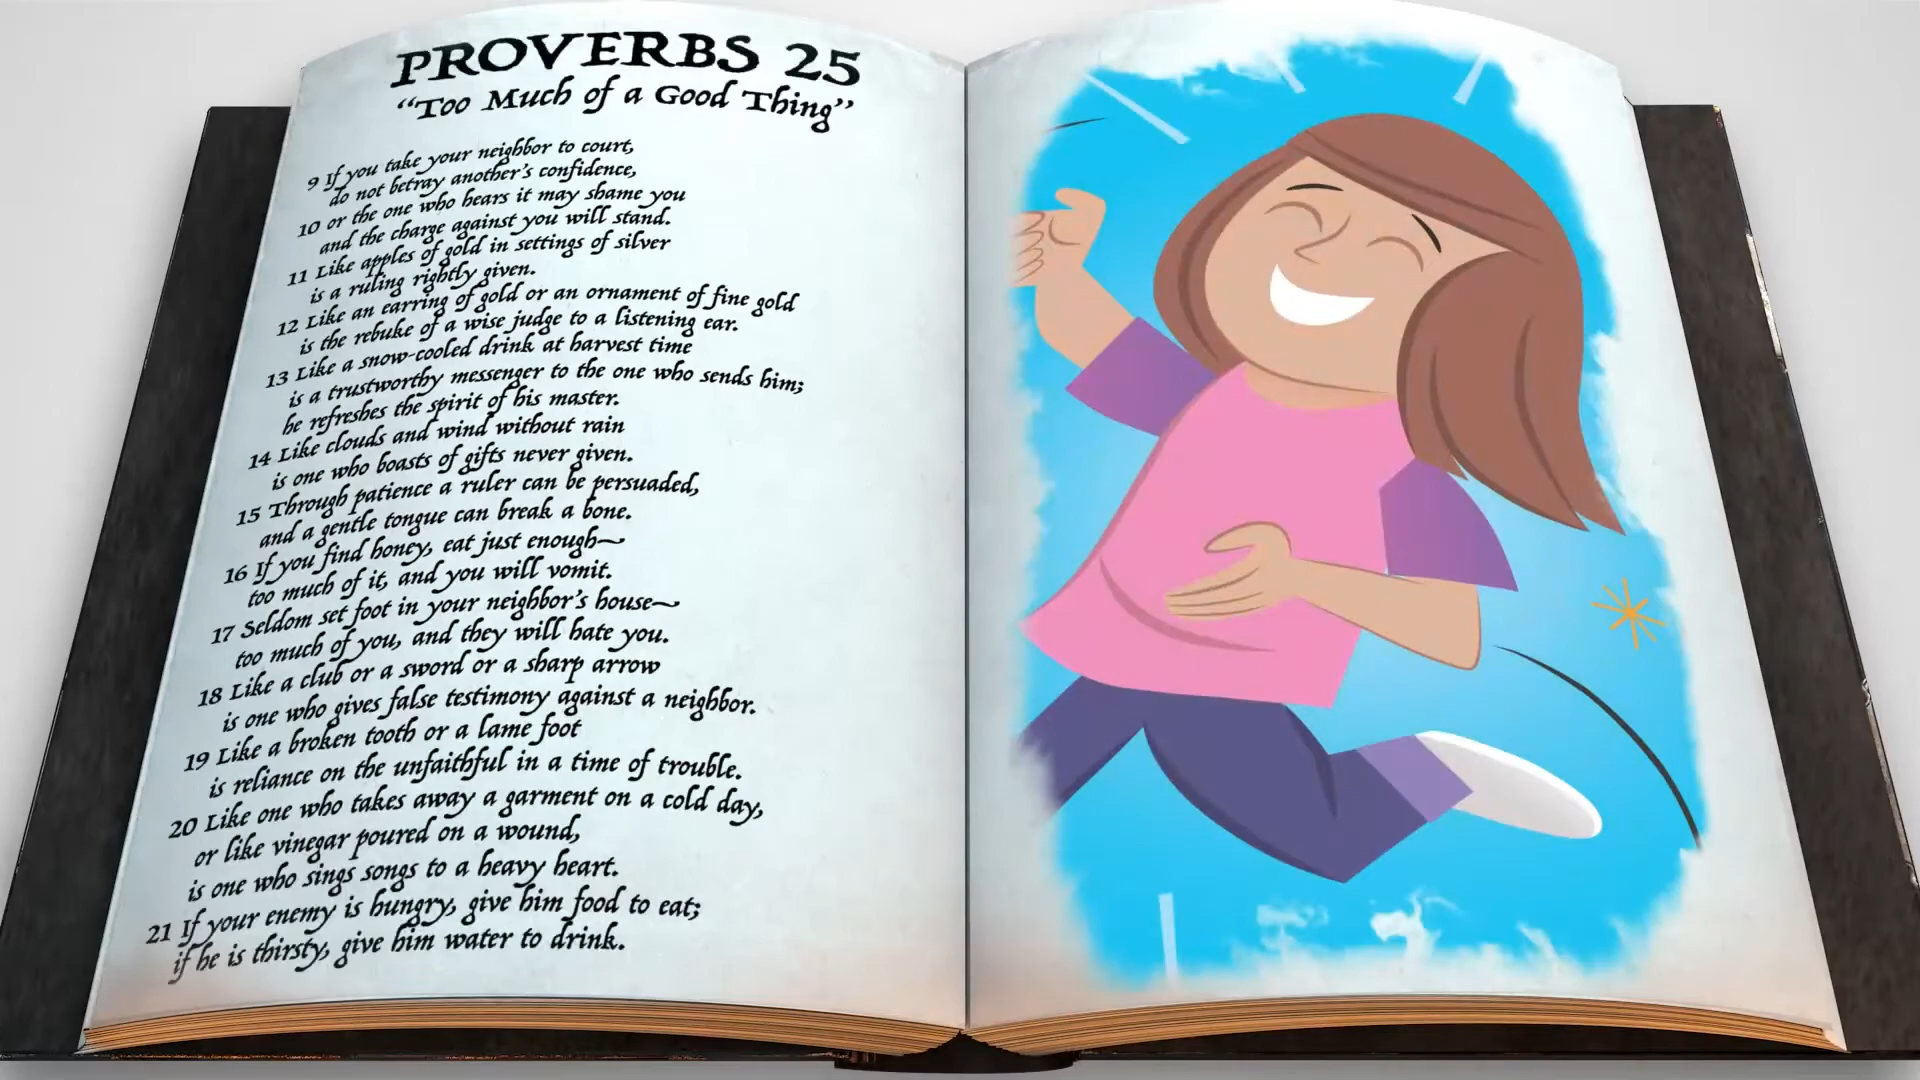 PROVERBS 25
“Too Much of a Good Thing”
9 If you take your neighbor to court,
do not betray another’s confidence,
10 or the one who hears it may shame you
and the charge against you will stand.
11 Like apples of gold in settings of silver
is a ruling rightly given.
12 Like an earring of gold or an ornament of fine gold
is the rebuke of a wise judge to a listening ear.
13 Like a snow-cooled drink at harvest time
is a trustworthy messenger to the one who sends him;
he refreshes the spirit of his master.
14 Like clouds and wind without rain
is one who boasts of gifts never given.
15 Through patience a ruler can be persuaded,
and a gentle tongue can break a bone.
16 If you find honey, eat just enough—
too much of it, and you will vomit.
17 Seldom set foot in your neighbor’s house—
too much of you, and they will hate you.
18 Like a club or a sword or a sharp arrow
is one who gives false testimony against a neighbor.
19 Like a broken tooth or a lame foot
is reliance on the unfaithful in a time of trouble.
20 Like one who takes away a garment on a cold day,
or like vinegar poured on a wound,
is one who sings songs to a heavy heart.
21 If your enemy is hungry, give him food to eat;
if he is thirsty, give him water to drink.